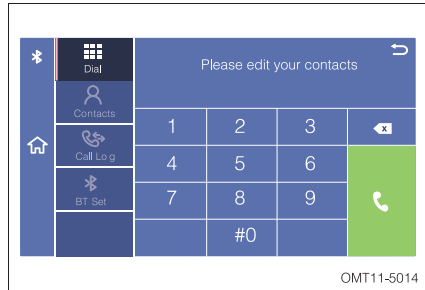 Dial
Please edit your contacts
Contacts
1 2 3
x
Call Log
4 5 6
BT Set
7 8 9
#0
OMT11-5014